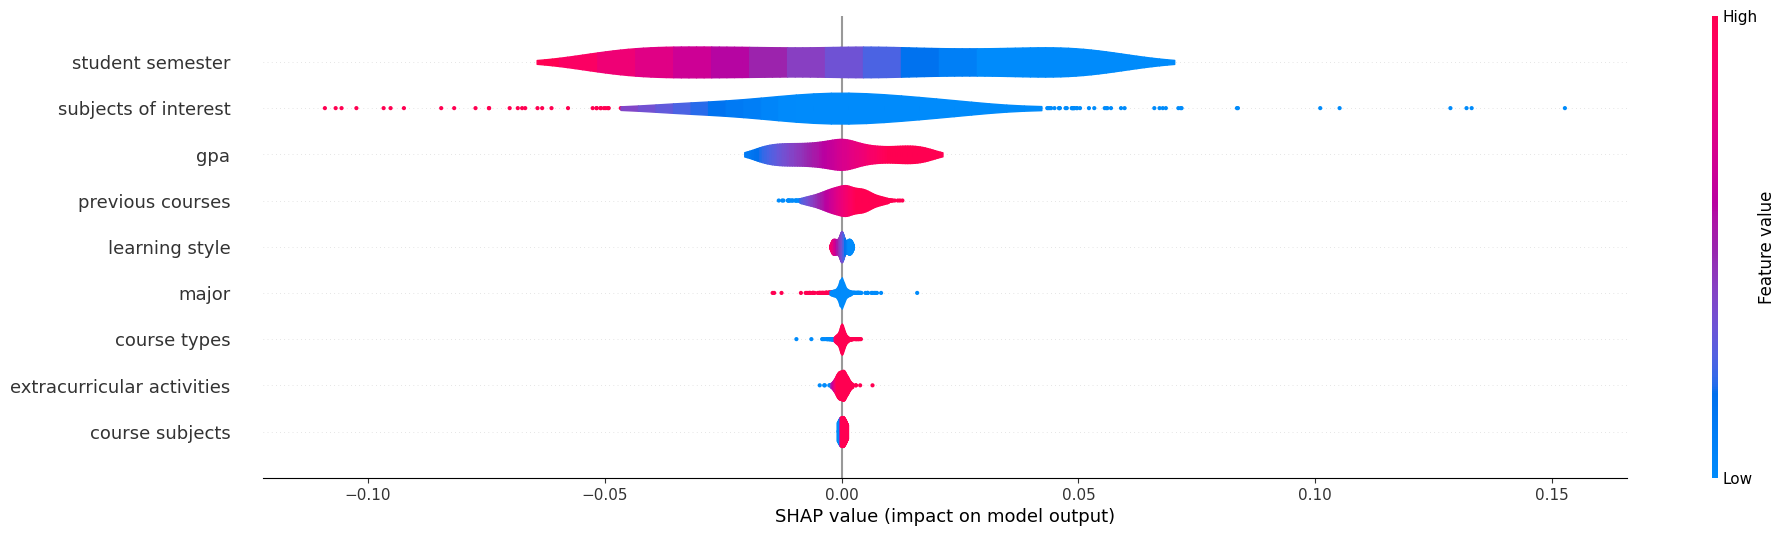 High
student semester
subjects of interest
gpa
previous courses
learning style
major
course types
extracurricular activities
course subjects
Feature value
Low
−0.10 −0.05 0.00 0.05 0.10 0.15
SHAP value (impact on model output)